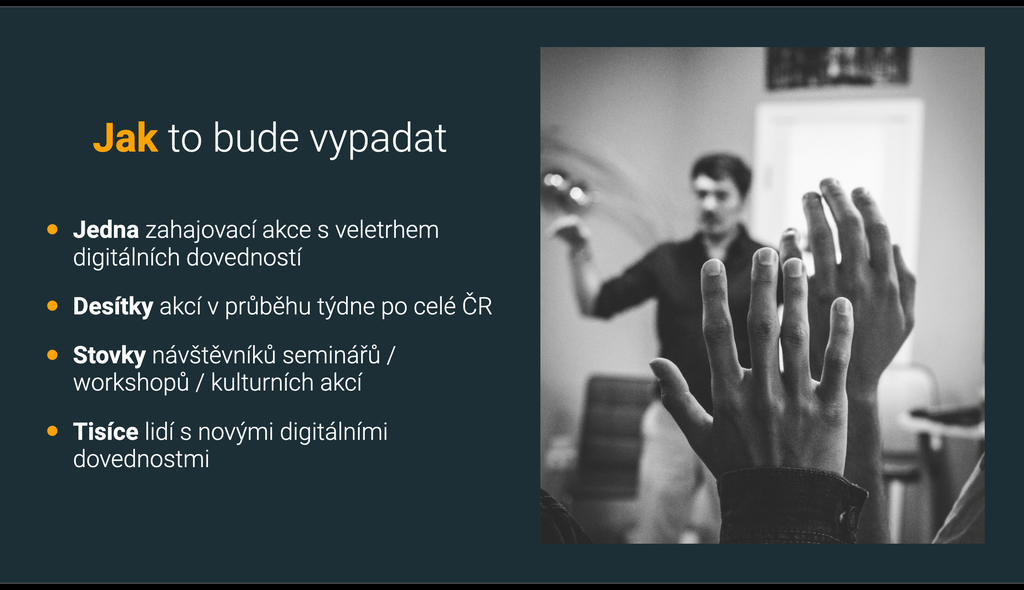 Jak to bude vypadat
Jedna zahajovací akce s veletrhem
digitálních dovedností
Desítky akcí v průběhu týdne po celé ČR
Stovky návštěvníků seminářů /
workshopů / kulturních akcí
Tisíce lidí s novými digitálními
dovednostmi